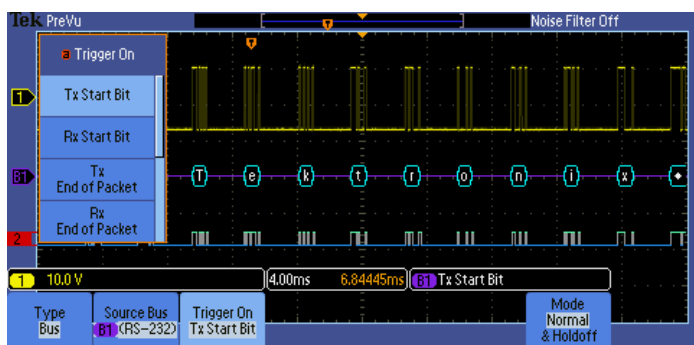 Tek PreVu
Noise Filter Off
T
T
a Trigger On
Tx Start Bit
Rx Start Bit
Tx
End of Packet
Rx
End of Packet
1
B1
T e k t r o n i x
2
1 10.0 V
4.00ms 6.84445ms
B1 Tx Start Bit
Type
Bus
Source Bus
B1 (RS-232)
Trigger On
Tx Start Bit
Mode
Normal
& Holdoff